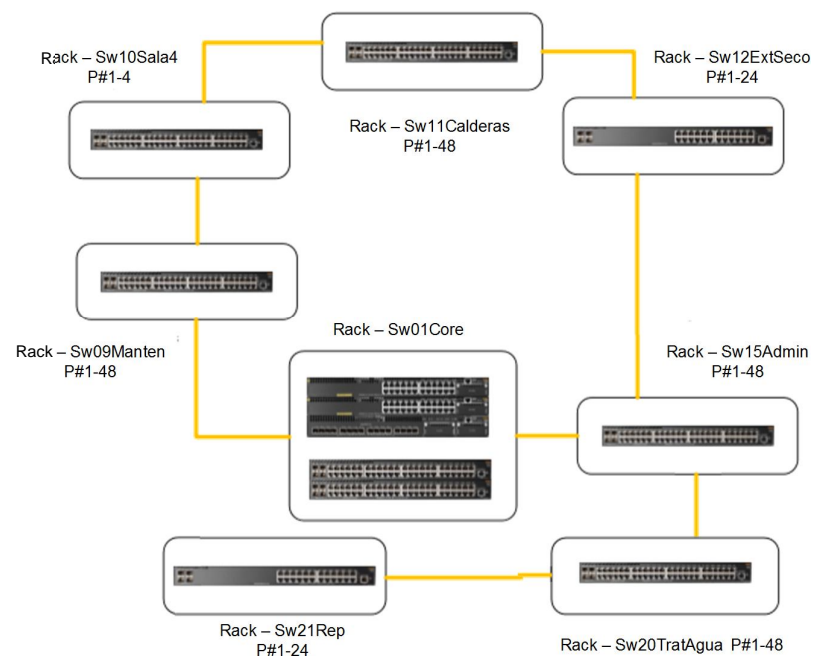 Rack – Sw10Sala4
P#1-4
Rack – Sw12ExtSeco
P#1-24
Rack – Sw11Calderas
P#1-48
Rack – Sw01Core
Rack – Sw09Manten
P#1-48
Rack – Sw15Admin
P#1-48
Rack – Sw21Rep
P#1-24
Rack – Sw20TratAgua P#1-48